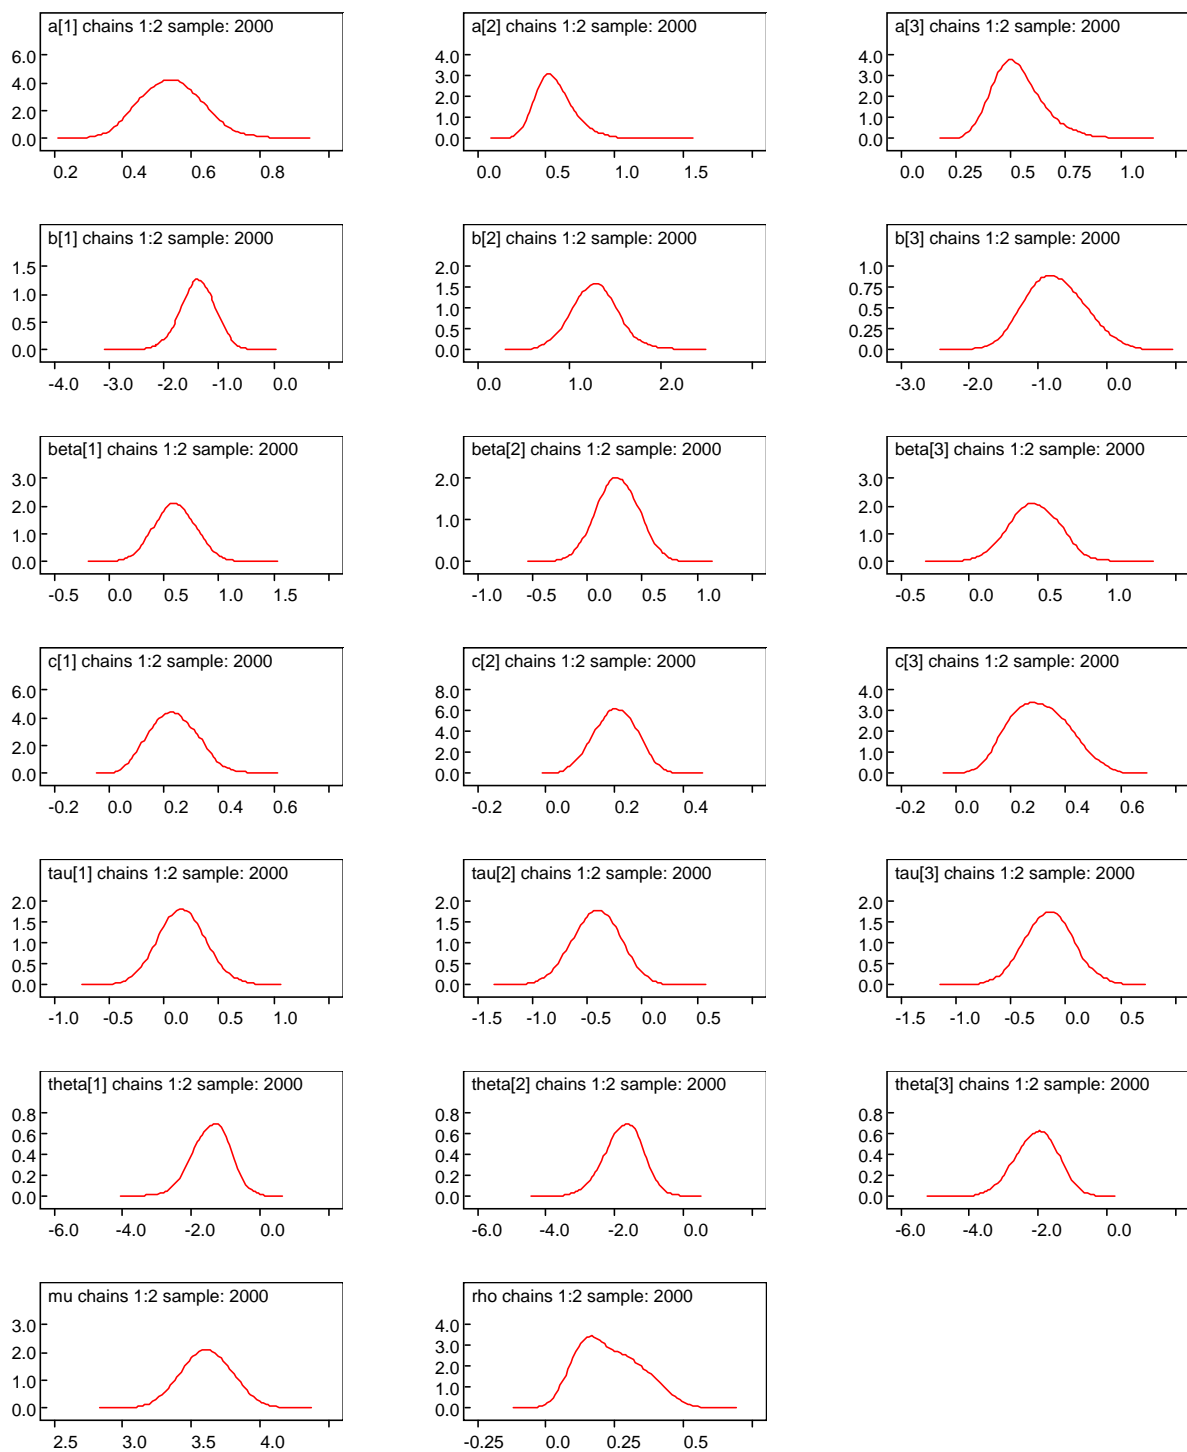 a[1] chains 1:2 sample: 2000
6.0
4.0
2.0
0.0
0.2 0.4 0.6 0.8
a[2] chains 1:2 sample: 2000
4.0
3.0
2.0
1.0
0.0
0.0 0.5 1.0 1.5
a[3] chains 1:2 sample: 2000
4.0
3.0
2.0
1.0
0.0
0.0 0.25 0.5 0.75 1.0
b[1] chains 1:2 sample: 2000
1.5
1.0
0.5
0.0
-4.0 -3.0 -2.0 -1.0 0.0
b[2] chains 1:2 sample: 2000
2.0
1.5
1.0
0.5
0.0
0.0 1.0 2.0
b[3] chains 1:2 sample: 2000
1.0
0.75
0.5
0.25
0.0
-3.0 -2.0 -1.0 0.0
beta[1] chains 1:2 sample: 2000
3.0
2.0
1.0
0.0
-0.5 0.0 0.5 1.0 1.5
beta[2] chains 1:2 sample: 2000
2.0
1.0
0.0
-1.0 -0.5 0.0 0.5 1.0
beta[3] chains 1:2 sample: 2000
3.0
2.0
1.0
0.0
-0.5 0.0 0.5 1.0
c[1] chains 1:2 sample: 2000
6.0
4.0
2.0
0.0
-0.2 0.0 0.2 0.4 0.6
c[2] chains 1:2 sample: 2000
8.0
6.0
4.0
2.0
0.0
-0.2 0.0 0.2 0.4
c[3] chains 1:2 sample: 2000
4.0
3.0
2.0
1.0
0.0
-0.2 0.0 0.2 0.4 0.6
tau[1] chains 1:2 sample: 2000
2.0
1.5
1.0
0.5
0.0
-1.0 -0.5 0.0 0.5 1.0
tau[2] chains 1:2 sample: 2000
2.0
1.5
1.0
0.5
0.0
-1.5 -1.0 -0.5 0.0 0.5
tau[3] chains 1:2 sample: 2000
2.0
1.5
1.0
0.5
0.0
-1.5 -1.0 -0.5 0.0 0.5
theta[1] chains 1:2 sample: 2000
0.8
0.6
0.4
0.2
0.0
-6.0 -4.0 -2.0 0.0
theta[2] chains 1:2 sample: 2000
0.8
0.6
0.4
0.2
0.0
-6.0 -4.0 -2.0 0.0
theta[3] chains 1:2 sample: 2000
0.8
0.6
0.4
0.2
0.0
-6.0 -4.0 -2.0 0.0
mu chains 1:2 sample: 2000
3.0
2.0
1.0
0.0
2.5 3.0 3.5 4.0
rho chains 1:2 sample: 2000
4.0
3.0
2.0
1.0
0.0
-0.25 0.0 0.25 0.5